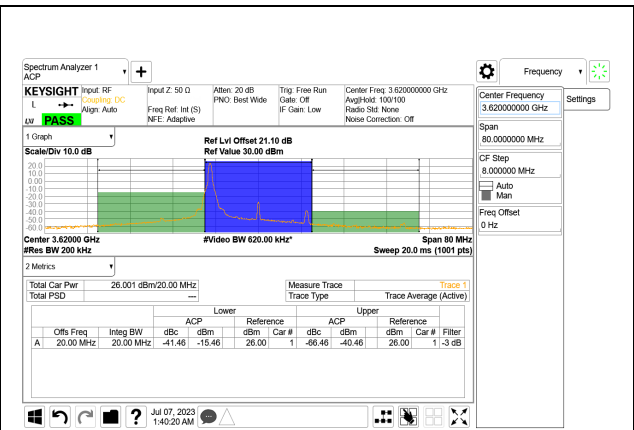 Spectrum Analyzer 1
ACP
Frequency
KEYSIGHT Input: RF
Coupling: DC
Align: Auto
Input Z: 50 Ω
Freq Ref: Int (S)
NFE: Adaptive
Atten: 20 dB
PNO: Best Wide
Trig: Free Run
Gate: Off
IF Gain: Low
Center Freq: 3.620000000 GHz
Avg|Hold: 100/100
Radio Std: None
Noise Correction: Off
L
LXI PASS
Center Frequency
3.620000000 GHz
Settings
Span
80.0000000 MHz
CF Step
8.000000 MHz
Auto
Man
Freq Offset
0 Hz
1 Graph
Scale/Div 10.0 dB
Ref Lvl Offset 21.10 dB
Ref Value 30.00 dBm
20.0
10.0
0.00
-10.0
-20.0
-30.0
-40.0
-50.0
-60.0
Center 3.62000 GHz
#Video BW 620.00 kHz*
Span 80 MHz
#Res BW 200 kHz
Sweep 20.0 ms (1001 pts)
2 Metrics
Total Car Pwr 26.001 dBm/20.00 MHz
Total PSD ---
Measure Trace Trace 1
Trace Type Trace Average (Active)
Lower Upper
ACP Reference ACP Reference
Offs Freq Integ BW dBc dBm dBm Car # dBc dBm dBm Car # Filter
A 20.00 MHz 20.00 MHz -41.46 -15.46 26.00 1 -66.46 -40.46 26.00 1 -3 dB
? Jul 07, 2023
1:40:20 AM